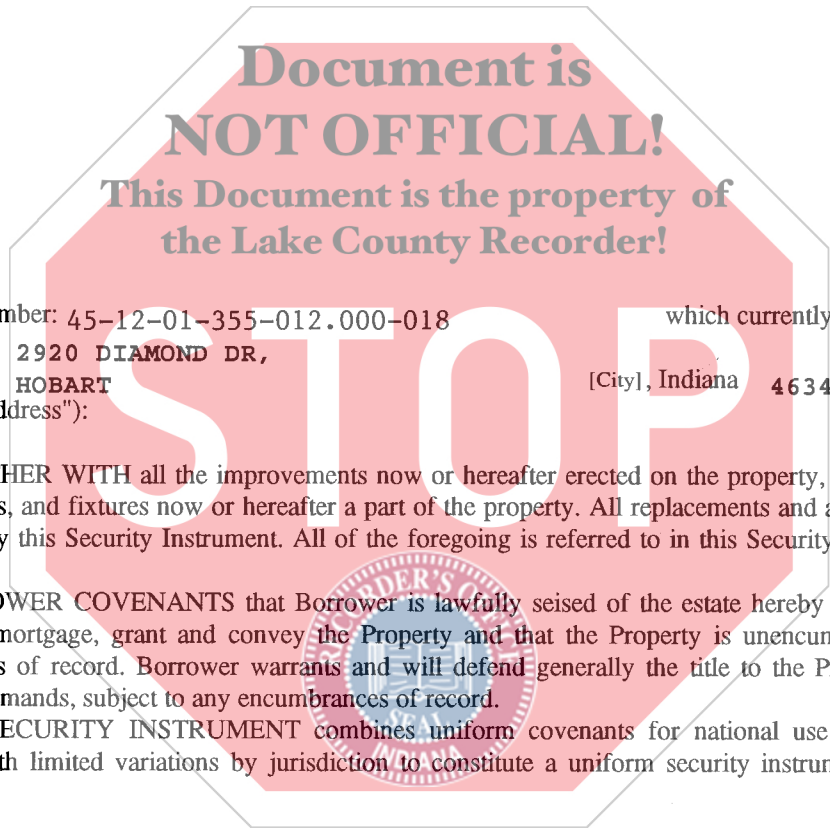 Document is
NOT OFFICIAL!
This Document is the property of
the Lake County Recorder!
STOP
mber: 45-12-01-355-012.000-018 which currently
2920 DIAMOND DR,
HOBART [City], Indiana 4634
ddress"):
HER WITH all the improvements now or hereafter erected on the property,
s, and fixtures now or hereafter a part of the property. All replacements and a
y this Security Instrument. All of the foregoing is referred to in this Security
OWER COVENANTS that Borrower is lawfully seised of the estate hereby
mortgage, grant and convey the Property and that the Property is unencum
s of record. Borrower warrants and will defend generally the title to the P
mands, subject to any encumbrances of record.
ECURITY INSTRUMENT combines uniform covenants for national use
th limited variations by jurisdiction to constitute a uniform security instrum
RECORDER'S OFFICE
SEAL
INDIANA